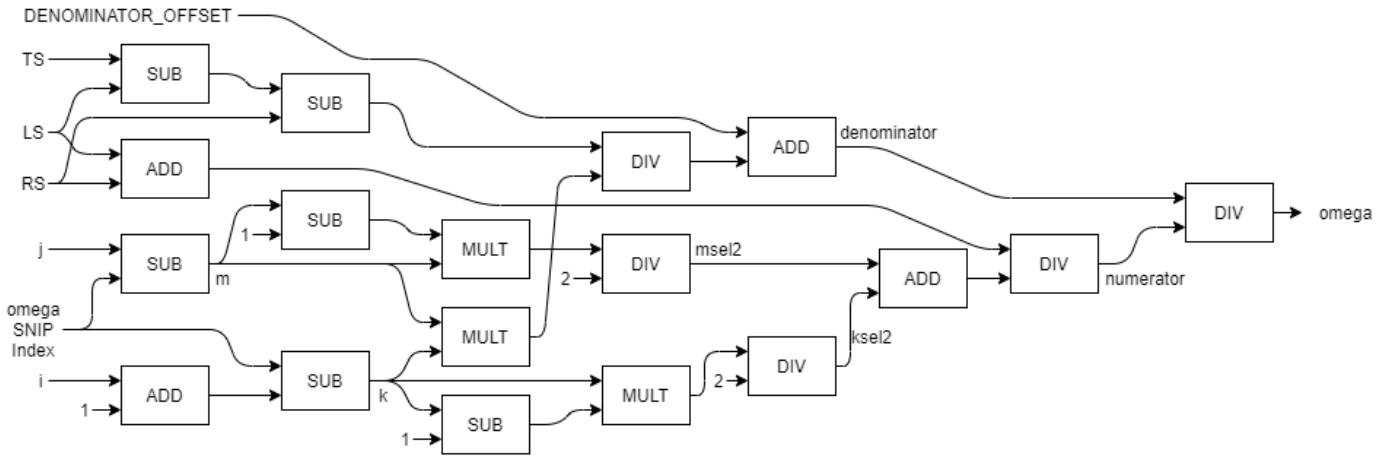 DENOMINATOR_OFFSET
TS
SUB
SUB
LS
denominator
ADD
DIV
ADD
RS
SUB
1
DIV
omega
j
SUB
m
MULT
DIV
2
msel2
ADD
DIV
numerator
omega
SNIP
Index
MULT
ksel2
SUB
k
DIV
2
i
ADD
1
MULT
SUB
1